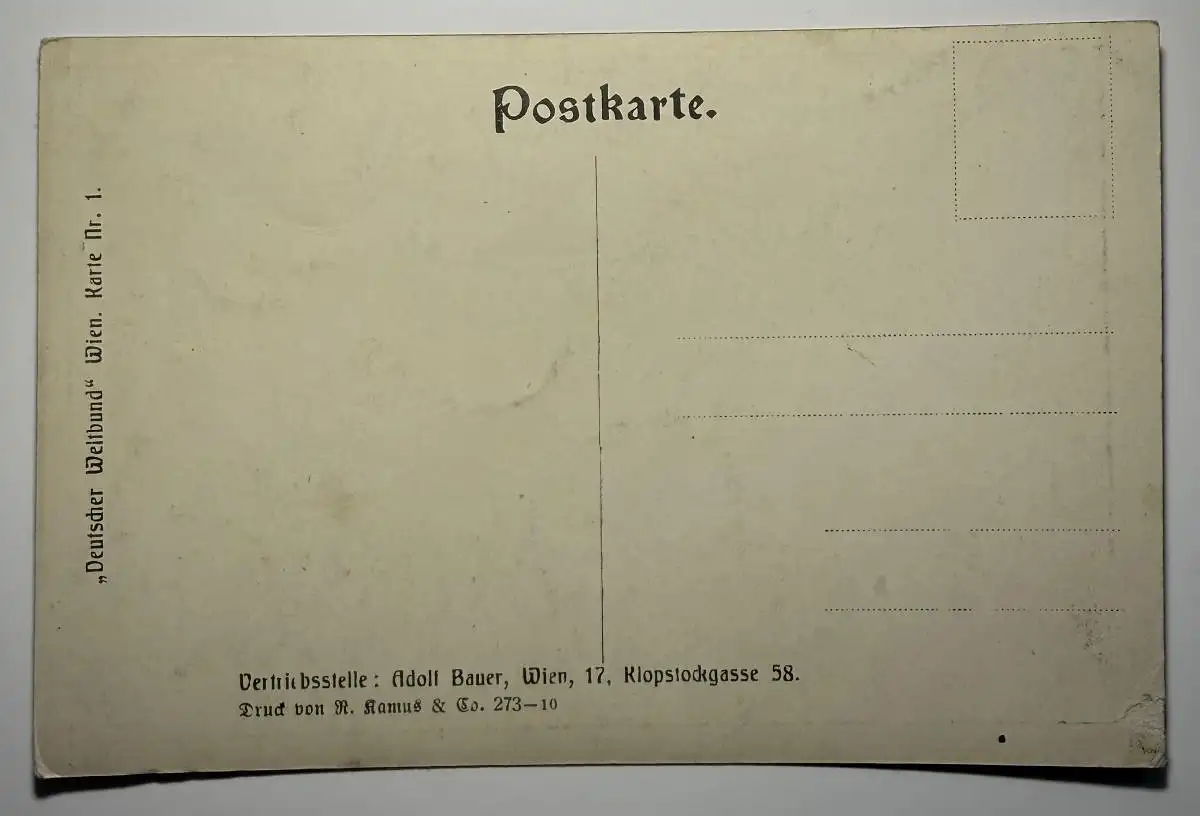 Postkarte.
„Deutscher Weltbund“ Wien. Karte Nr. 1.
Vertriebsstelle: Adolf Bauer, Wien, 17, Klopstockgasse 58.
Druck von R. Kamus & Co. 273—10